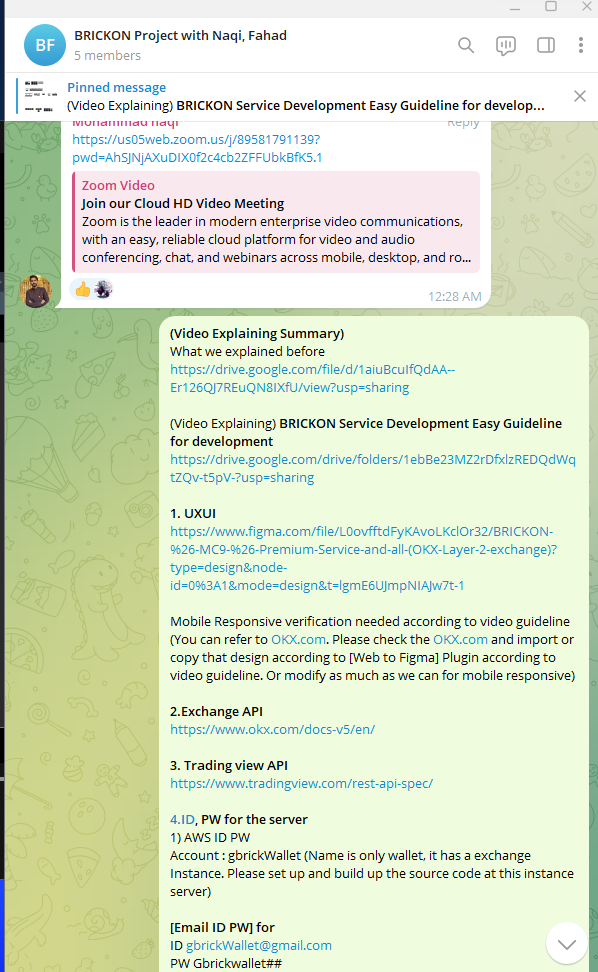 BF
BRICKON Project with Naqi, Fahad
5 members
Pinned message
(Video Explaining) BRICKON Service Development Easy Guideline for develop...
Mohammad naqi
Reply
https://us05web.zoom.us/j/89581791139?
pwd=AhSJNjAXuDIX0f2c4cb2ZFFUbkBfK5.1
Zoom Video
Join our Cloud HD Video Meeting
Zoom is the leader in modern enterprise video communications,
with an easy, reliable cloud platform for video and audio
conferencing, chat, and webinars across mobile, desktop, and ro...
12:28 AM
(Video Explaining Summary)
What we explained before
https://drive.google.com/file/d/1aiuBcuIfQdAA--
Er126QJ7REuQN8IXfU/view?usp=sharing
(Video Explaining) BRICKON Service Development Easy Guideline
for development
https://drive.google.com/drive/folders/1ebBe23MZ2rDfxlzREDQdWq
tZQv-t5pV-?usp=sharing
1. UXUI
https://www.figma.com/file/L0ovfftdFyKAvoLKclOr32/BRICKON-
%26-MC9-%26-Premium-Service-and-all-(OKX-Layer-2-exchange)?
type=design&node-
id=0%3A1&mode=design&t=lgmE6UJmpNIAJw7t-1
Mobile Responsive verification needed according to video guideline
(You can refer to OKX.com. Please check the OKX.com and import or
copy that design according to [Web to Figma] Plugin according to
video guideline. Or modify as much as we can for mobile responsive)
2.Exchange API
https://www.okx.com/docs-v5/en/
3. Trading view API
https://www.tradingview.com/rest-api-spec/
4.ID, PW for the server
1) AWS ID PW
Account : gbrickWallet (Name is only wallet, it has a exchange
Instance. Please set up and build up the source code at this instance
server)
[Email ID PW] for
ID gbrickWallet@gmail.com
PW Gbrickwallet##